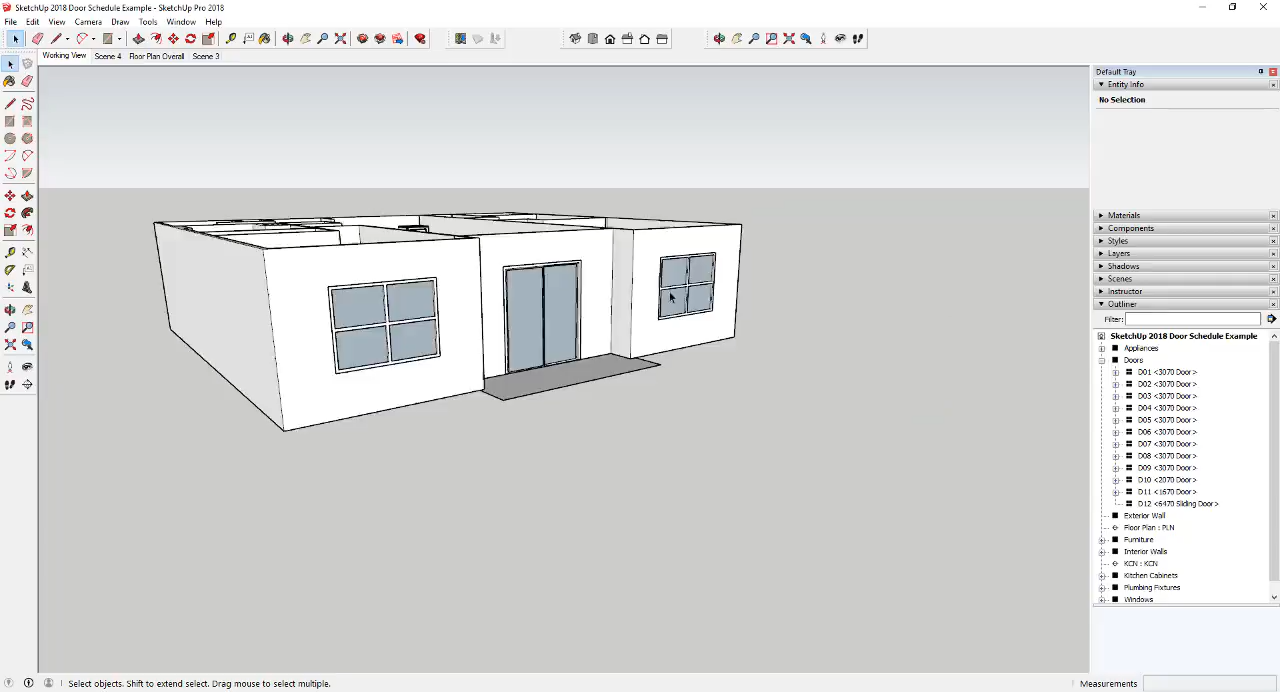 SketchUp 2018 Door Schedule Example - SketchUp Pro 2018
File Edit View Camera Draw Tools Window Help
Working View Scene 4 Floor Plan Overall Scene 3
Default Tray
Entity Info
No Selection
Materials
Components
Styles
Layers
Shadows
Scenes
Instructor
Outliner
Filter:
SketchUp 2018 Door Schedule Example
Appliances
Doors
D01 <3070 Door>
D02 <3070 Door>
D03 <3070 Door>
D04 <3070 Door>
D05 <3070 Door>
D06 <3070 Door>
D07 <3070 Door>
D08 <3070 Door>
D09 <3070 Door>
D10 <2070 Door>
D11 <1670 Door>
D12 <6470 Sliding Door>
Exterior Wall
Floor Plan : PLN
Furniture
Interior Walls
KCN : KCN
Kitchen Cabinets
Plumbing Fixtures
Windows
Select objects. Shift to extend select. Drag mouse to select multiple.
Measurements